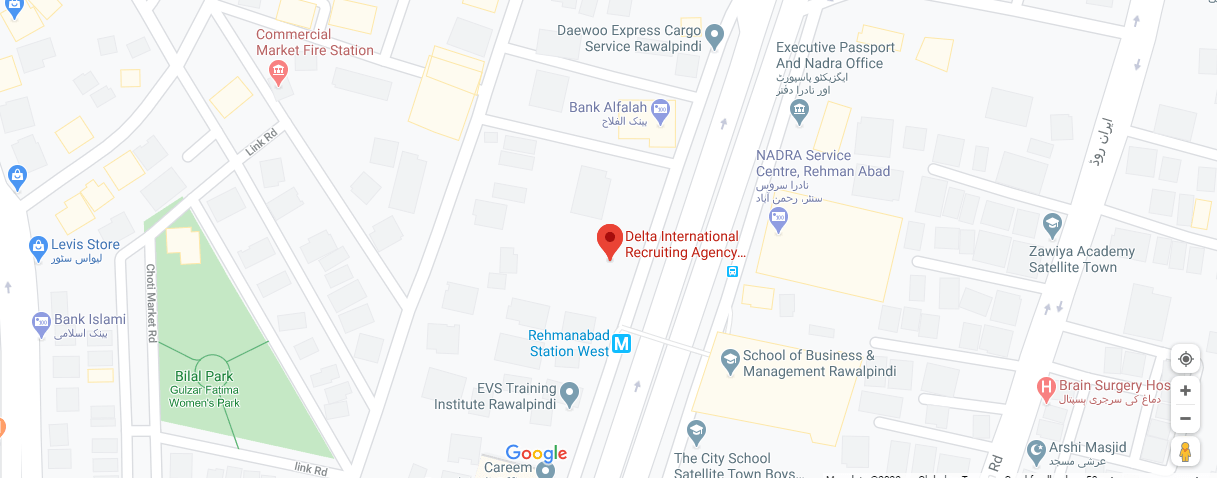 Commercial
Market Fire Station
Daewoo Express Cargo
Service Rawalpindi
Executive Passport
And Nadra Office
ایگزیکٹو پاسپورٹ
اور نادرا دفتر
Bank Alfalah
بینک الفلاح
Link Rd
ایران روڈ
NADRA Service
Centre, Rehman Abad
نادرا سروس
سنٹر، رحمن آباد
Levis Store
لیواس سٹور
Delta International
Recruiting Agency...
Zawiya Academy
Satellite Town
Choti Market Rd
Bank Islami
بینک اسلامی
Rehmanabad
Station West
M
School of Business &
Management Rawalpindi
Bilal Park
Gulzar Fatima
Women's Park
EVS Training
Institute Rawalpindi
H
Brain Surgery Hos
دماغ کی سرجری ہسپتال
link Rd
Google
Careem
The City School
Satellite Town Boys
Arshi Masjid
عرشی مسجد
Rd